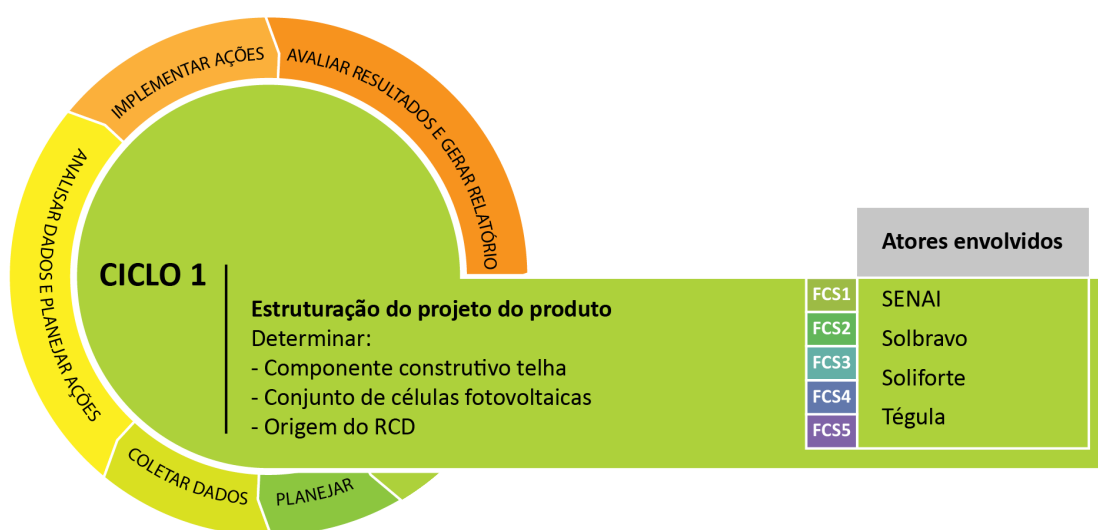 IMPLEMENTAR AÇÕES
AVALIAR RESULTADOS E GERAR RELATÓRIO
ANALISAR DADOS E PLANEJAR AÇÕES
COLETAR DADOS
PLANEJAR
CICLO 1
Estruturação do projeto do produto
Determinar:
- Componente construtivo telha
- Conjunto de células fotovoltaicas
- Origem do RCD
Atores envolvidos
FCS1
FCS2
FCS3
FCS4
FCS5
SENAI
Solbravo
Soliforte
Tégula